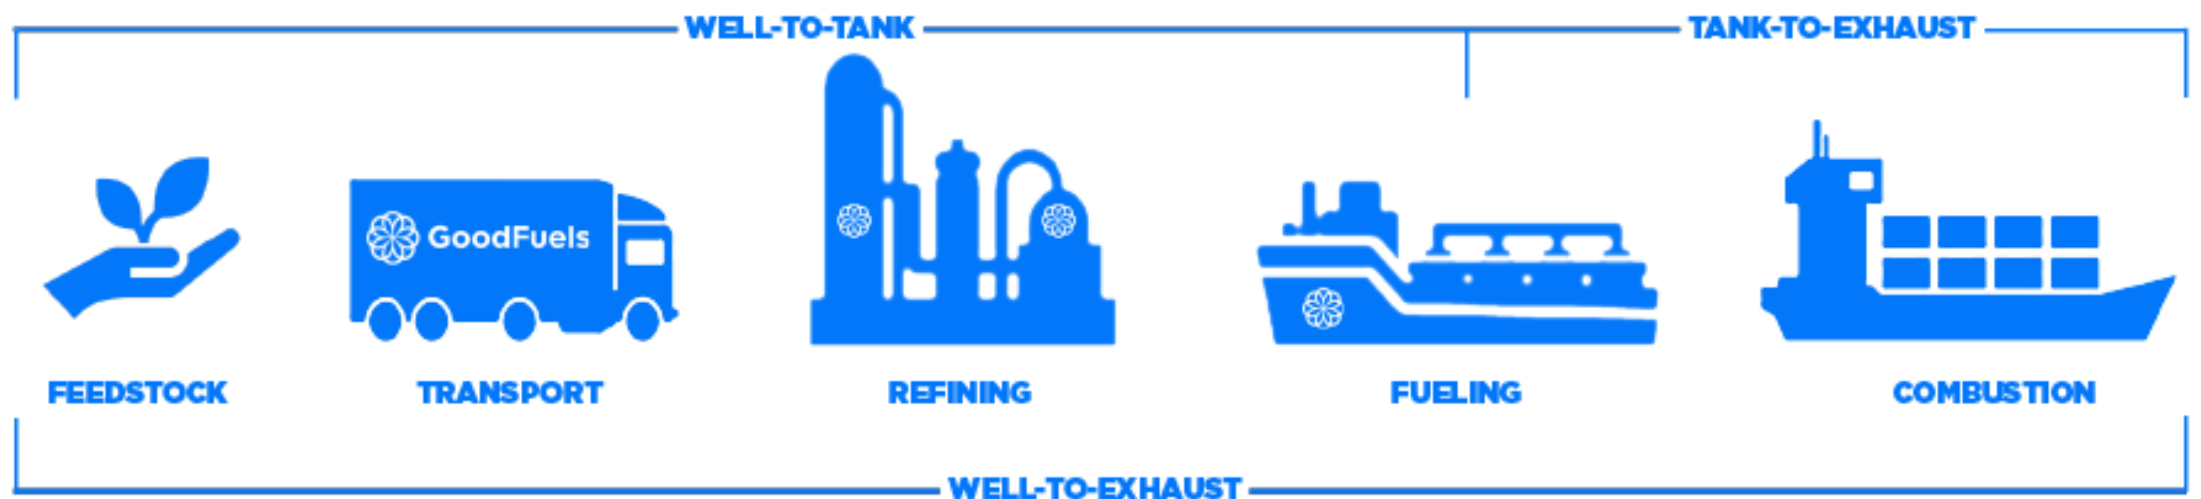 WELL-TO-TANK
TANK-TO-EXHAUST
GoodFuels
FEEDSTOCK
TRANSPORT
REFINING
FUELING
COMBUSTION
WELL-TO-EXHAUST